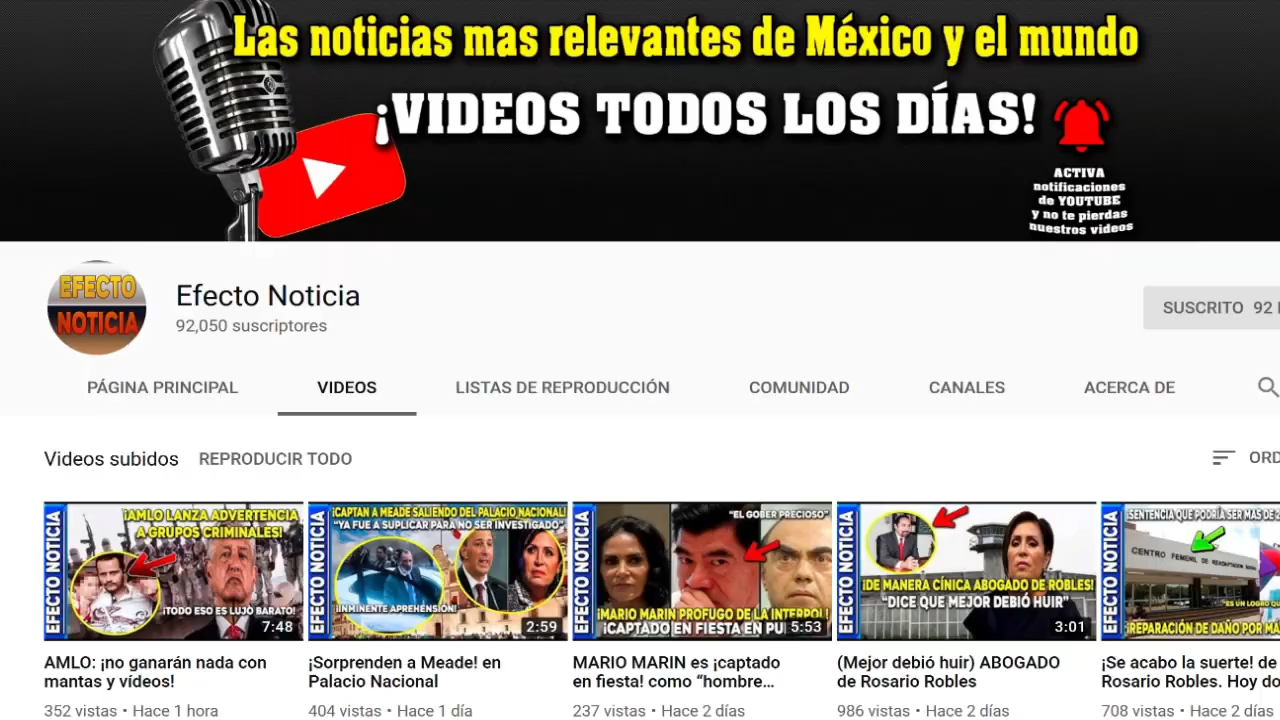 Las noticias mas relevantes de México y el mundo
¡VIDEOS TODOS LOS DÍAS!
ACTIVA
notificaciones
de YOUTUBE
y no te pierdas
nuestros videos
EFECTO
NOTICIA
Efecto Noticia
92,050 suscriptores
SUSCRITO 92
PÁGINA PRINCIPAL VIDEOS LISTAS DE REPRODUCCIÓN COMUNIDAD CANALES ACERCA DE
Videos subidos REPRODUCIR TODO
ORD
EFECTO NOTICIA
¡AMLO LANZA ADVERTENCIA
A GRUPOS CRIMINALES!
¡TODO ESO ES LUJO BARATO!
7:48
EFECTO NOTICIA
¡CAPTAN A MEADE SALIENDO DEL PALACIO NACIONAL!
"YA FUE A SUPLICAR PARA NO SER INVESTIGADO"
¡INMINENTE APREHENSIÓN!
2:59
EFECTO NOTICIA
"EL GOBER PRECIOSO"
¡MARIO MARIN PROFUGO DE LA INTERPOL!
¡CAPTADO EN FIESTA EN PU
5:53
EFECTO NOTICIA
¡DE MANERA CÍNICA ABOGADO DE ROBLES!
"DICE QUE MEJOR DEBIÓ HUIR"
3:01
EFECTO NOTICIA
¡SENTENCIA QUE PODRÍA SER MAS DE
CENTRO FEMENIL DE READAPTACION
"ES UN LOGRO
¡REPARACIÓN DE DAÑO POR
AMLO: ¡no ganarán nada con
mantas y vídeos!
352 vistas • Hace 1 hora
¡Sorprenden a Meade! en
Palacio Nacional
404 vistas • Hace 1 día
MARIO MARIN es ¡captado
en fiesta! como “hombre...
237 vistas • Hace 2 días
(Mejor debió huir) ABOGADO
de Rosario Robles
986 vistas • Hace 2 días
¡Se acabo la suerte! de
Rosario Robles. Hoy do
708 vistas • Hace 2 días